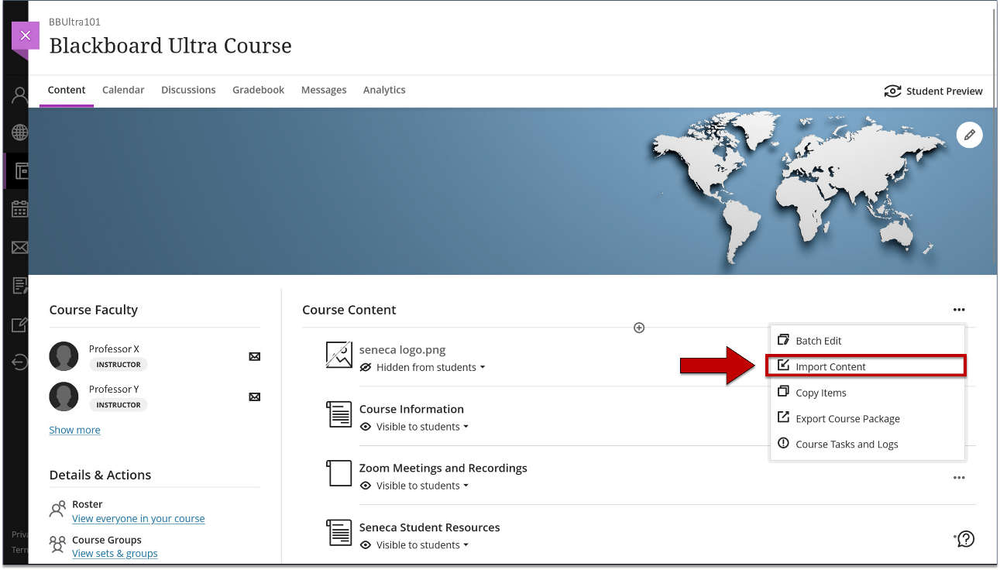 BBUltra101
Blackboard Ultra Course
Content Calendar Discussions Gradebook Messages Analytics
Student Preview
Course Faculty
Professor X
INSTRUCTOR
Professor Y
INSTRUCTOR
Show more
Details & Actions
Roster
View everyone in your course
Course Groups
View sets & groups
Course Content
seneca logo.png
Hidden from students
Course Information
Visible to students
Zoom Meetings and Recordings
Visible to students
Seneca Student Resources
Visible to students
Batch Edit
Import Content
Copy Items
Export Course Package
Course Tasks and Logs
Priva
Term